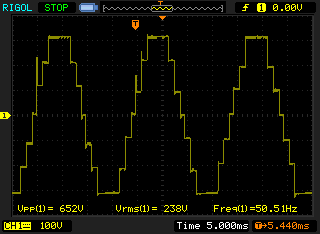 RIGOL STOP T 1 0.00V
T
1
Vpp(1)= 652V Vrms(1)= 238V Freq(1)=50.51Hz
CH1 100V Time 5.000ms T→5.440ms